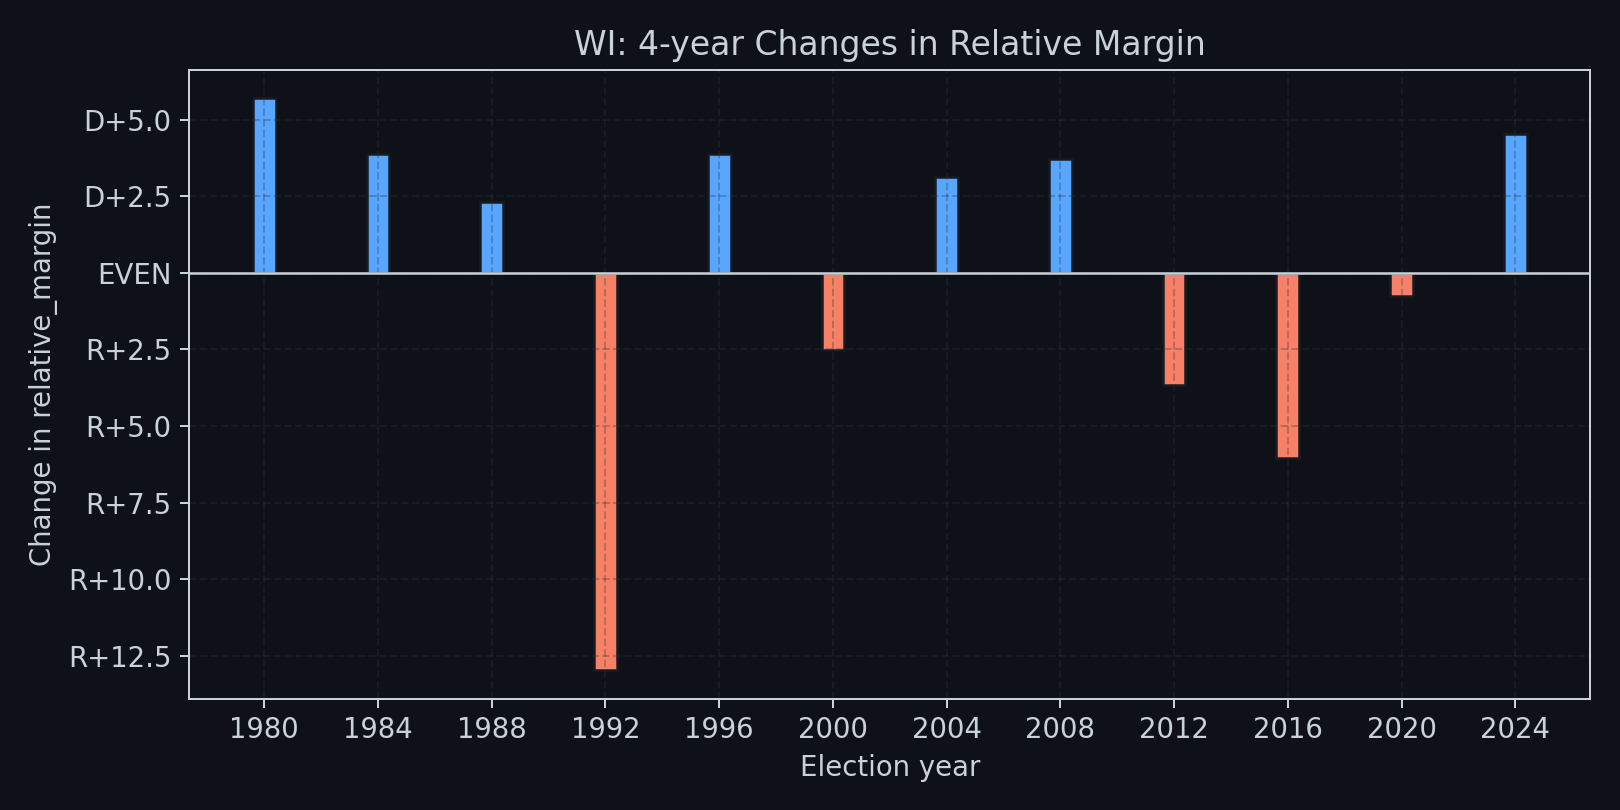 WI: 4-year Changes in Relative Margin
Change in relative_margin
D+5.0
D+2.5
EVEN
R+2.5
R+5.0
R+7.5
R+10.0
R+12.5
1980 1984 1988 1992 1996 2000 2004 2008 2012 2016 2020 2024
Election year